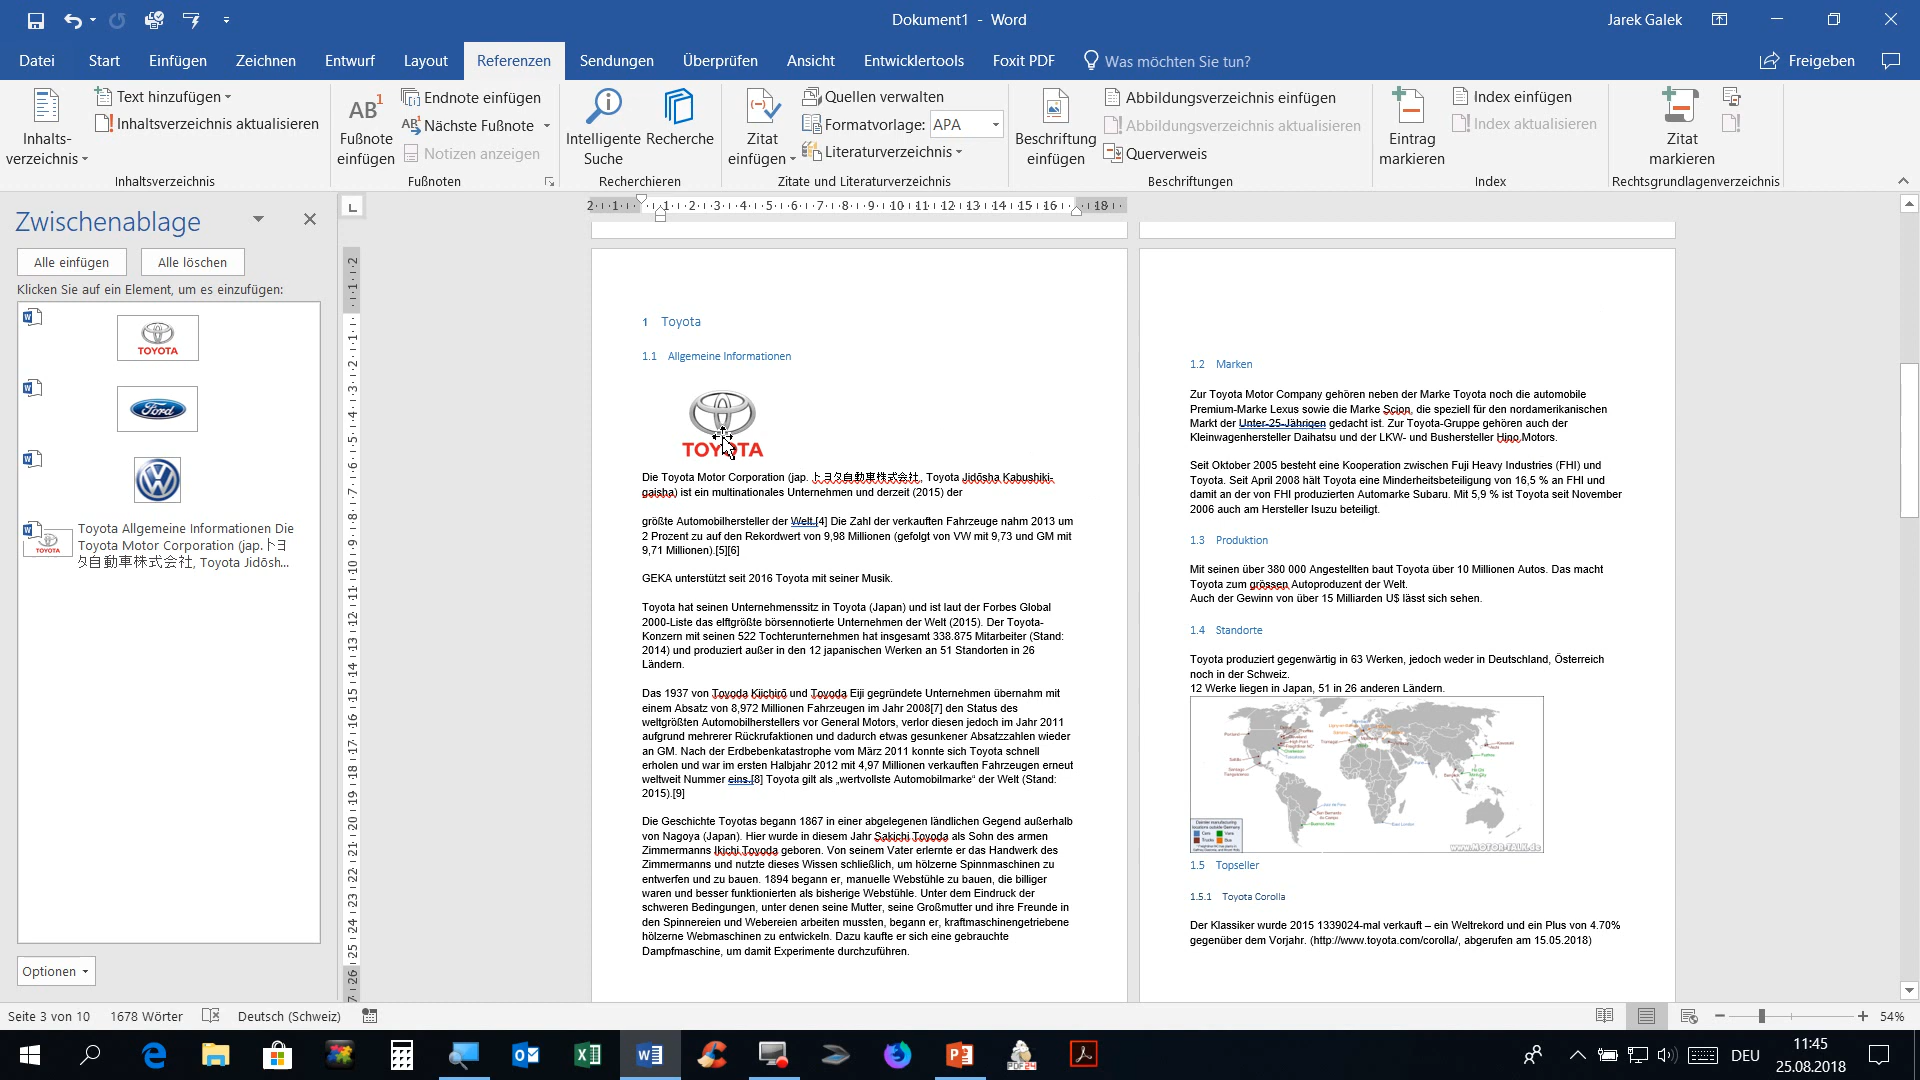 Dokument1 - Word
Jarek Galek
Datei
Start
Einfügen
Zeichnen
Entwurf
Layout
Referenzen
Sendungen
Überprüfen
Ansicht
Entwicklertools
Foxit PDF
Was möchten Sie tun?
Freigeben
Inhalts-
verzeichnis
Text hinzufügen
Inhaltsverzeichnis aktualisieren
Inhaltsverzeichnis
AB1
Fußnote
einfügen
Endnote einfügen
Nächste Fußnote
Notizen anzeigen
Fußnoten
Intelligente
Suche
Recherche
Recherchieren
Zitat
einfügen
Quellen verwalten
Formatvorlage: APA
Literaturverzeichnis
Zitate und Literaturverzeichnis
Beschriftung
einfügen
Abbildungsverzeichnis einfügen
Abbildungsverzeichnis aktualisieren
Querverweis
Beschriftungen
Eintrag
markieren
Index einfügen
Index aktualisieren
Index
Zitat
markieren
Rechtsgrundlagenverzeichnis
Zwischenablage
Alle einfügen
Alle löschen
Klicken Sie auf ein Element, um es einzufügen:
TOYOTA
Ford
Toyota Allgemeine Informationen Die
Toyota Motor Corporation (jap. トヨ
タ自動車株式会社, Toyota Jidōsh...
Optionen
1 Toyota
1.1 Allgemeine Informationen
TOYOTA
Die Toyota Motor Corporation (jap. トヨタ自動車株式会社, Toyota Jidōsha Kabushiki-
gaisha) ist ein multinationales Unternehmen und derzeit (2015) der
größte Automobilhersteller der Welt.[4] Die Zahl der verkauften Fahrzeuge nahm 2013 um
2 Prozent zu auf den Rekordwert von 9,98 Millionen (gefolgt von VW mit 9,73 und GM mit
9,71 Millionen).[5][6]
GEKA unterstützt seit 2016 Toyota mit seiner Musik.
Toyota hat seinen Unternehmenssitz in Toyota (Japan) und ist laut der Forbes Global
2000-Liste das elftgrößte börsennotierte Unternehmen der Welt (2015). Der Toyota-
Konzern mit seinen 522 Tochterunternehmen hat insgesamt 338.875 Mitarbeiter (Stand:
2014) und produziert außer in den 12 japanischen Werken an 51 Standorten in 26
Ländern.
Das 1937 von Toyoda Kiichirō und Toyoda Eiji gegründete Unternehmen übernahm mit
einem Absatz von 8,972 Millionen Fahrzeugen im Jahr 2008[7] den Status des
weltgrößten Automobilherstellers vor General Motors, verlor diesen jedoch im Jahr 2011
aufgrund mehrerer Rückrufaktionen und dadurch etwas gesunkener Absatzzahlen wieder
an GM. Nach der Erdbebenkatastrophe vom März 2011 konnte sich Toyota schnell
erholen und war im ersten Halbjahr 2012 mit 4,97 Millionen verkauften Fahrzeugen erneut
weltweit Nummer eins.[8] Toyota gilt als „wertvollste Automobilmarke“ der Welt (Stand:
2015).[9]
Die Geschichte Toyotas begann 1867 in einer abgelegenen ländlichen Gegend außerhalb
von Nagoya (Japan). Hier wurde in diesem Jahr Sakichi Toyoda als Sohn des armen
Zimmermanns Ikichi Toyoda geboren. Von seinem Vater erlernte er das Handwerk des
Zimmermanns und nutzte dieses Wissen schließlich, um hölzerne Spinnmaschinen zu
entwerfen und zu bauen. 1894 begann er, manuelle Webstühle zu bauen, die billiger
waren und besser funktionierten als bisherige Webstühle. Unter dem Eindruck der
schweren Bedingungen, unter denen seine Mutter, seine Großmutter und ihre Freunde in
den Spinnereien und Webereien arbeiten mussten, begann er, kraftmaschinengetriebene
hölzerne Webmaschinen zu entwickeln. Dazu kaufte er sich eine gebrauchte
Dampfmaschine, um damit Experimente durchzuführen.
1.2 Marken
Zur Toyota Motor Company gehören neben der Marke Toyota noch die automobile
Premium-Marke Lexus sowie die Marke Scion, die speziell für den nordamerikanischen
Markt der Unter-25-Jährigen gedacht ist. Zur Toyota-Gruppe gehören auch der
Kleinwagenhersteller Daihatsu und der LKW- und Bushersteller Hino Motors.
Seit Oktober 2005 besteht eine Kooperation zwischen Fuji Heavy Industries (FHI) und
Toyota. Seit April 2008 hält Toyota eine Minderheitsbeteiligung von 16,5 % an FHI und
damit an der von FHI produzierten Automarke Subaru. Mit 5,9 % ist Toyota seit November
2006 auch am Hersteller Isuzu beteiligt.
1.3 Produktion
Mit seinen über 380 000 Angestellten baut Toyota über 10 Millionen Autos. Das macht
Toyota zum grössen Autoproduzent der Welt.
Auch der Gewinn von über 15 Milliarden U$ lässt sich sehen.
1.4 Standorte
Toyota produziert gegenwärtig in 63 Werken, jedoch weder in Deutschland, Österreich
noch in der Schweiz.
12 Werke liegen in Japan, 51 in 26 anderen Ländern.
www.MOTOR-TALK.de
1.5 Topseller
1.5.1 Toyota Corolla
Der Klassiker wurde 2015 1339024-mal verkauft – ein Weltrekord und ein Plus von 4.70%
gegenüber dem Vorjahr. (http://www.toyota.com/corolla/, abgerufen am 15.05.2018)
Seite 3 von 10
1678 Wörter
Deutsch (Schweiz)
54%
DEU
11:45
25.08.2018